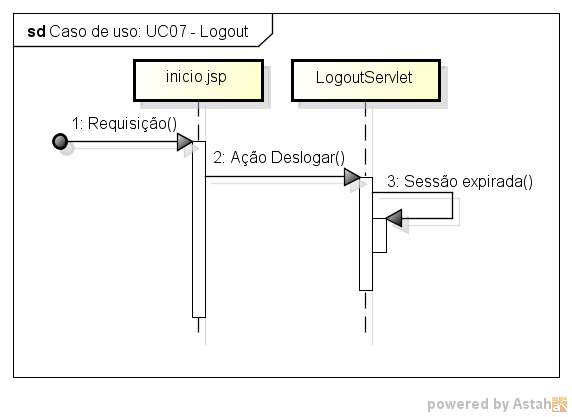 sd Caso de uso: UC07 - Logout
inicio.jsp
LogoutServlet
1: Requisição()
2: Ação Deslogar()
3: Sessão expirada()
powered by Astah